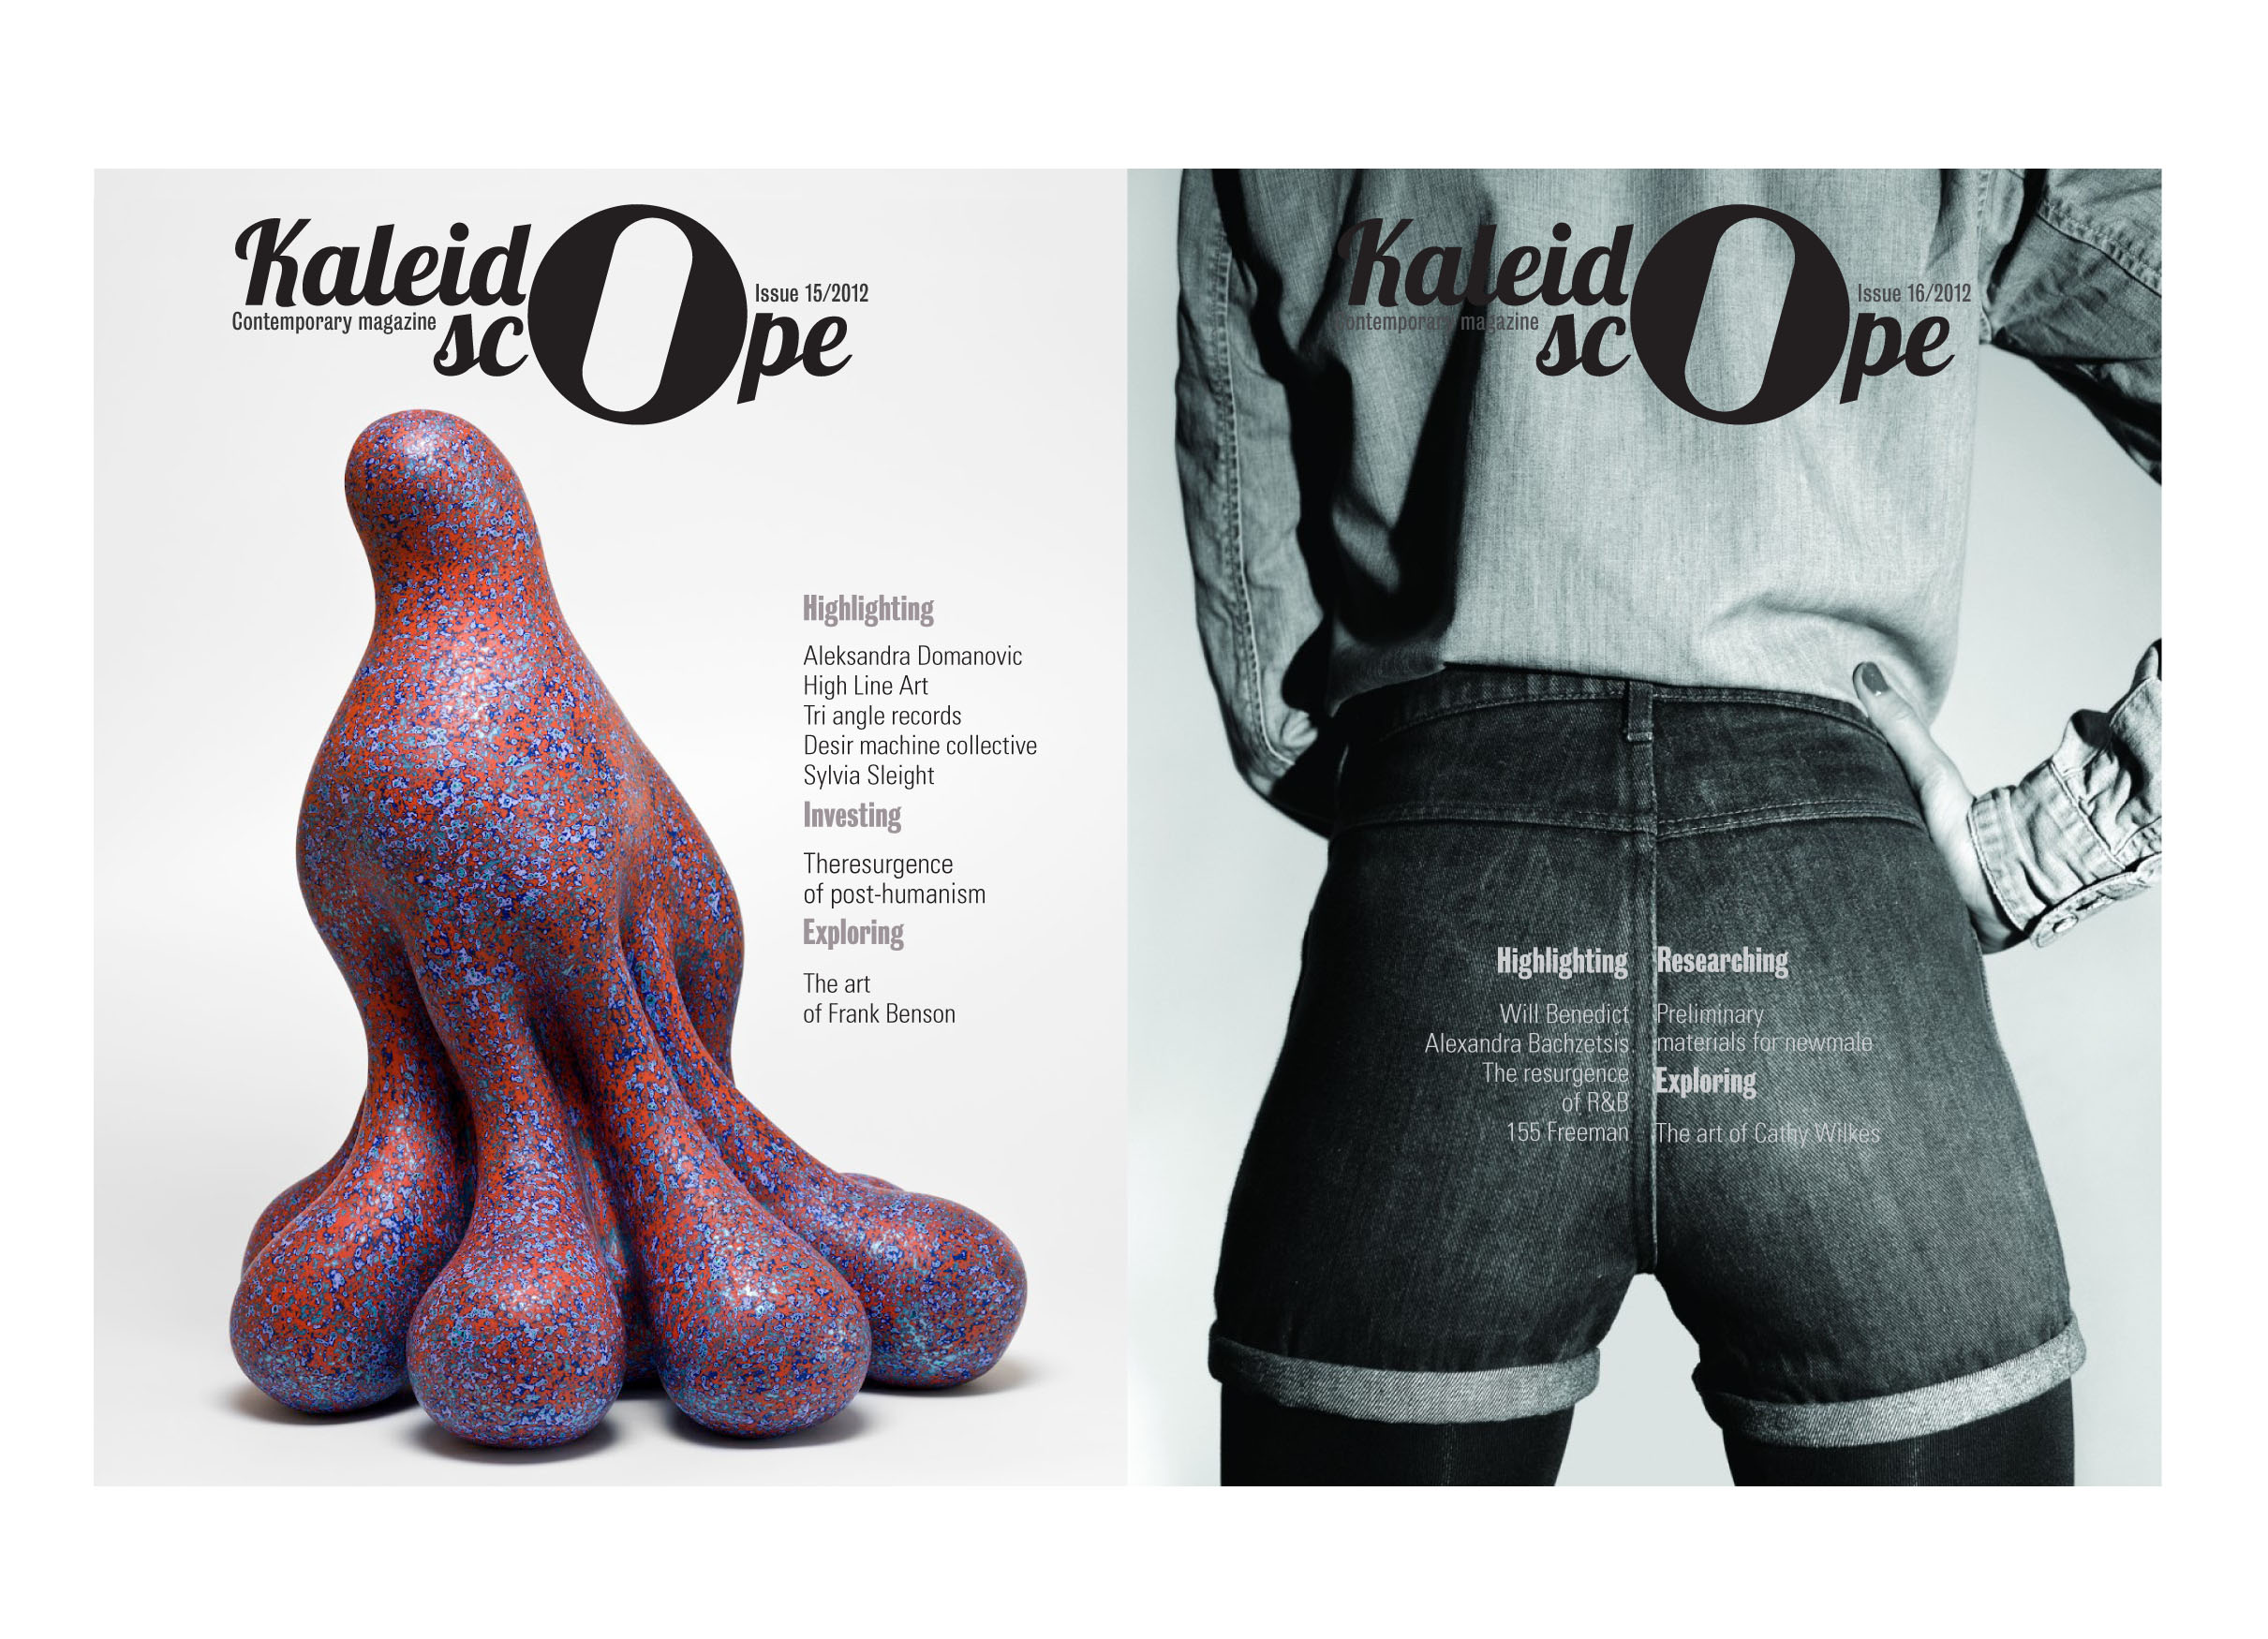 Kaleid
scOpe
Contemporary magazine
Issue 15/2012
Highlighting
Aleksandra Domanovic
High Line Art
Tri angle records
Desir machine collective
Sylvia Sleight
Investing
Theresurgence
of post-humanism
Exploring
The art
of Frank Benson
Kaleid
scOpe
Contemporary magazine
Issue 16/2012
Highlighting
Will Benedict
Alexandra Bachzetsis
The resurgence
of R&B
155 Freeman
Researching
Preliminary
materials for newmale
Exploring
The art of Cathy Wilkes